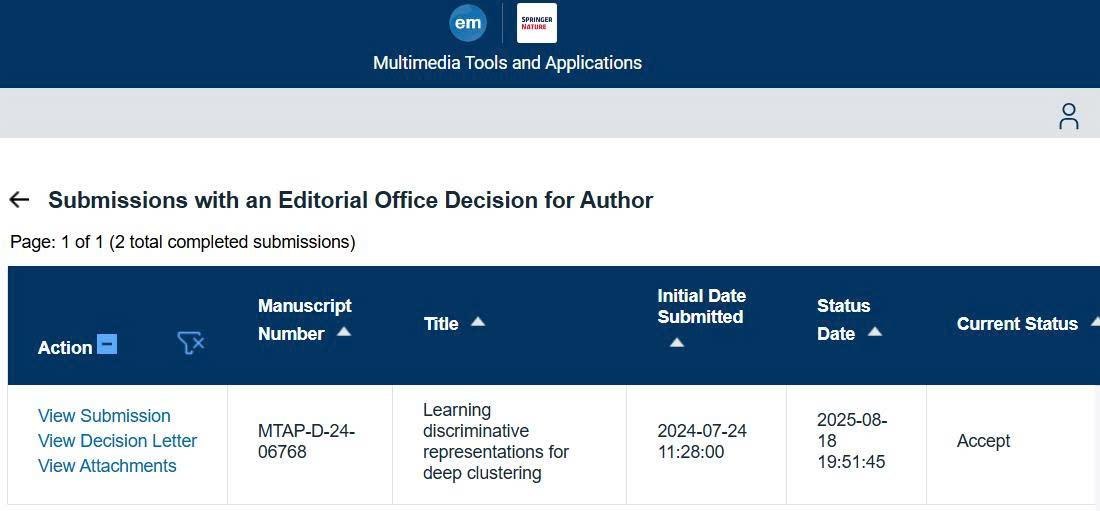 em
SPRINGER
NATURE
Multimedia Tools and Applications
Submissions with an Editorial Office Decision for Author
Page: 1 of 1 (2 total completed submissions)
Action
Manuscript
Number
Title
Initial Date
Submitted
Status
Date
Current Status
View Submission
View Decision Letter
View Attachments
MTAP-D-24-
06768
Learning
discriminative
representations for
deep clustering
2024-07-24
11:28:00
2025-08-
18
19:51:45
Accept